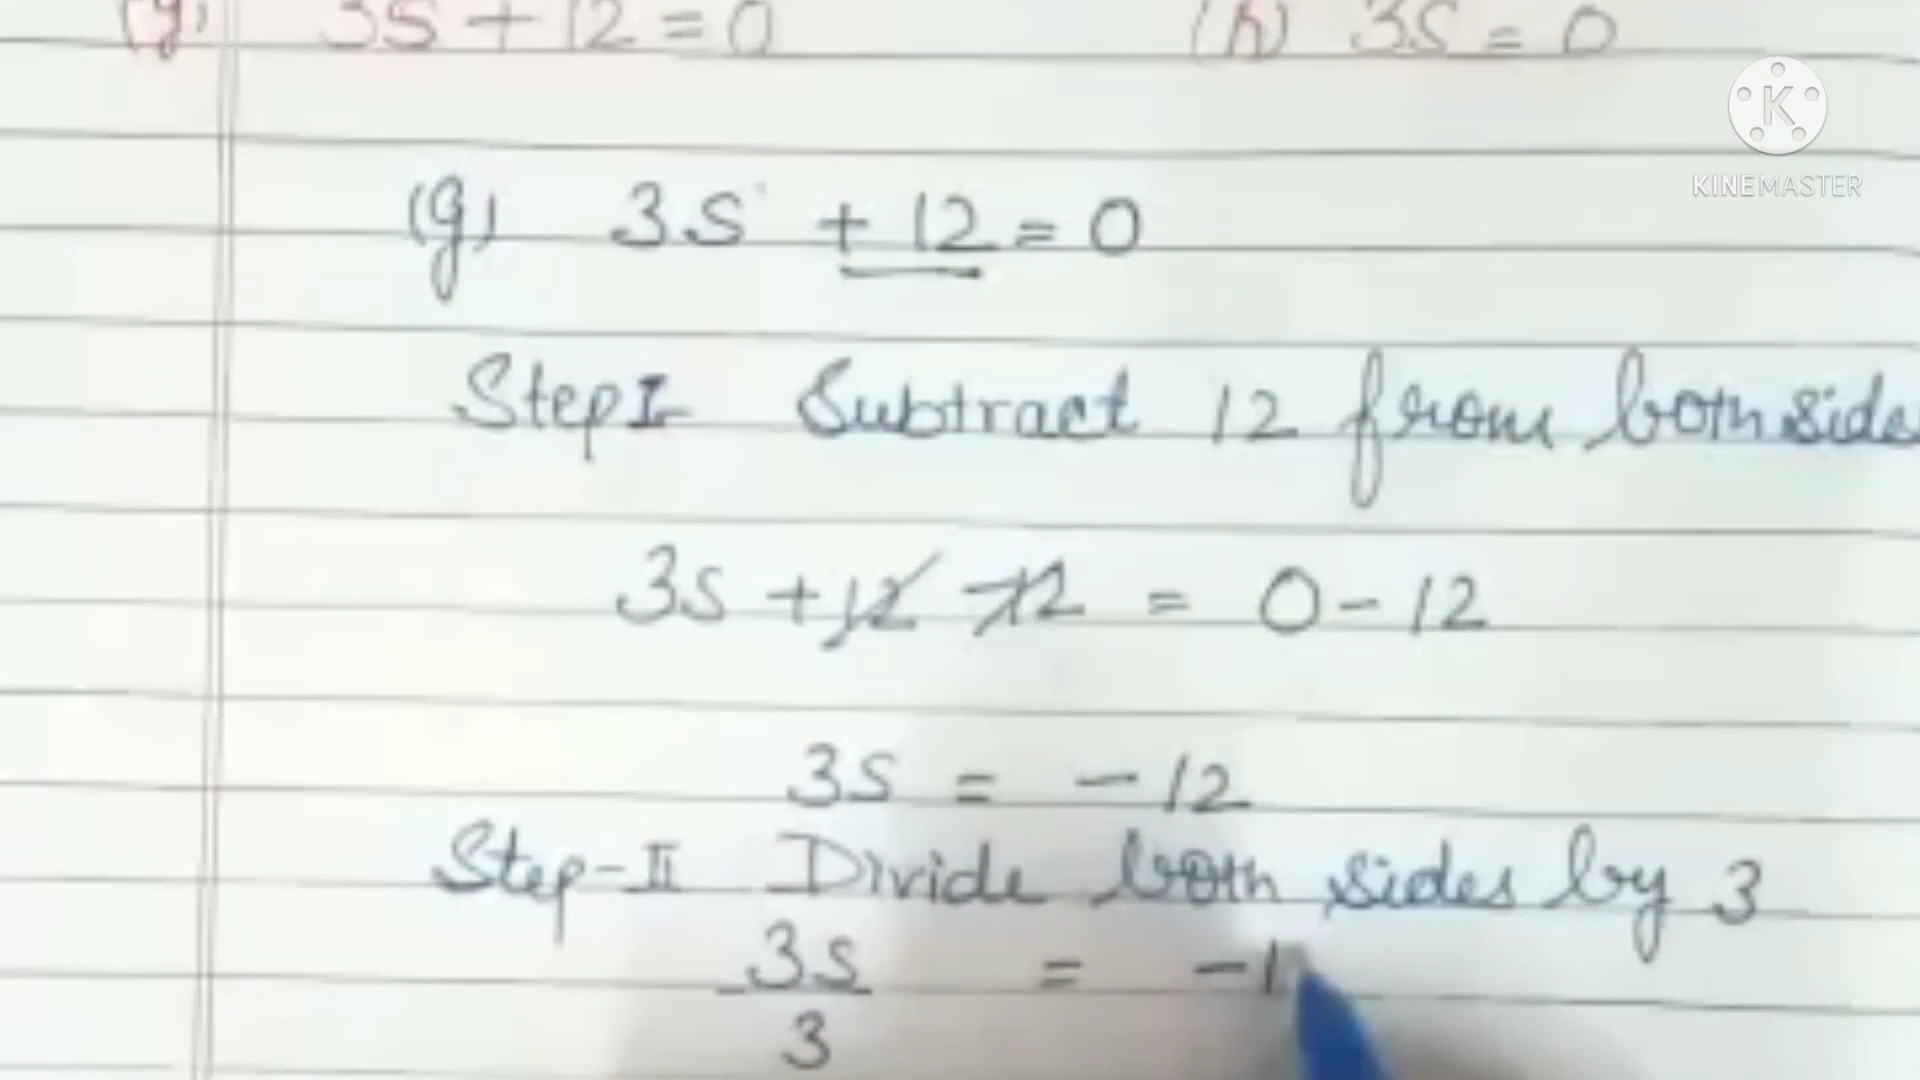 (g) 3S + 12 = 0 (h) 3S = 0
K
KINEMASTER
(g) 3S + 12 = 0
Step I Subtract 12 from both sides
3S + 12 - 12 = 0 - 12
3S = - 12
Step-II Divide both sides by 3
3S = -1
3